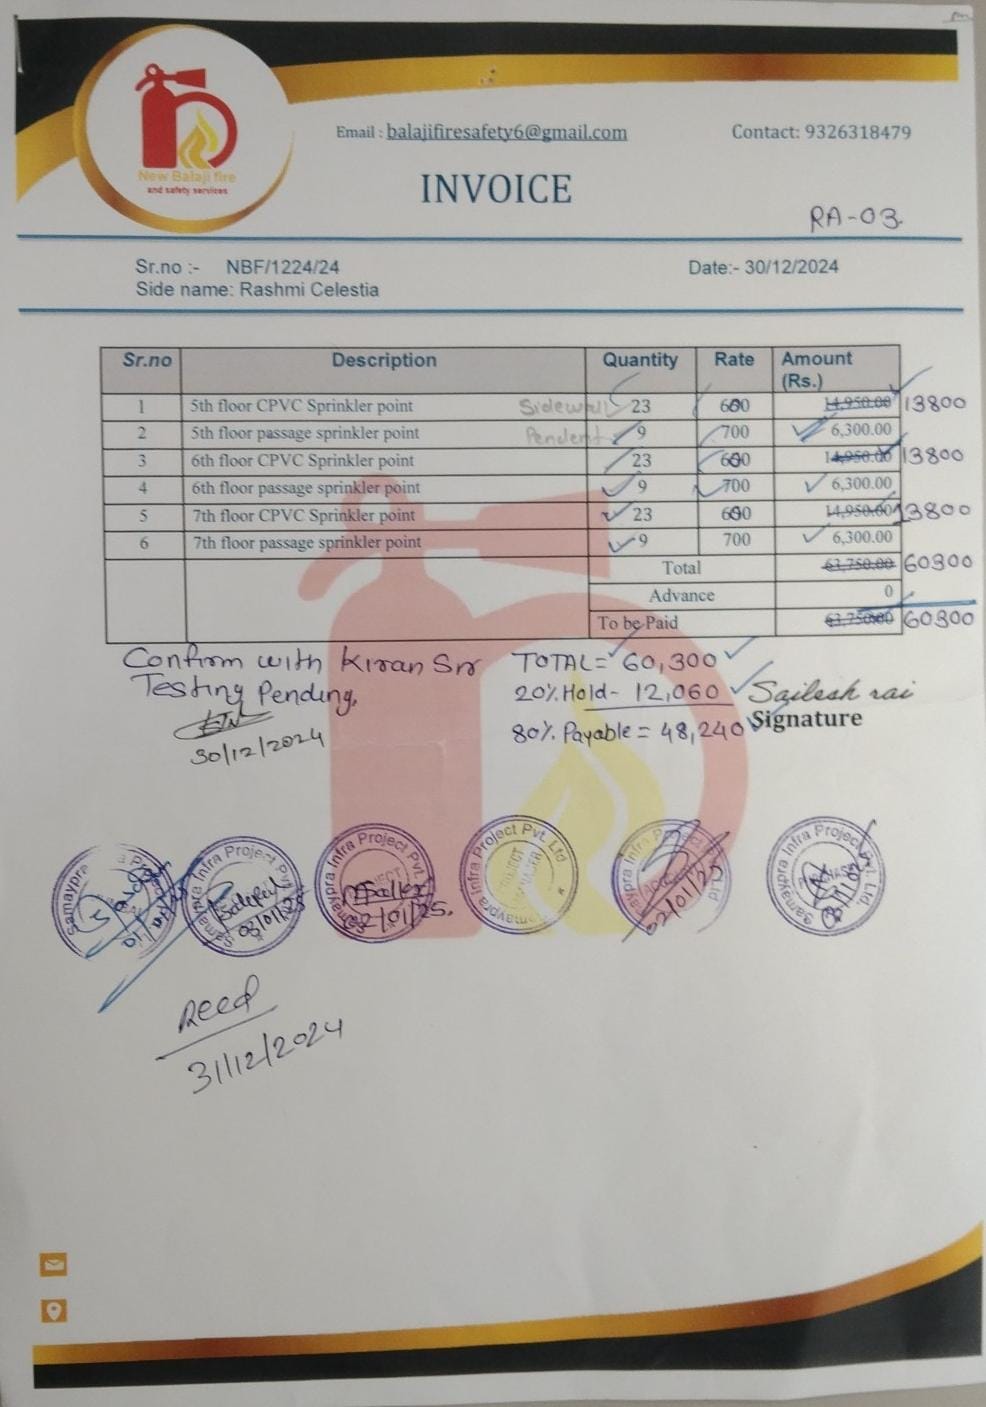 New Balaji fire
and safety services
Email : balajifiresafety6@gmail.com
Contact: 9326318479
INVOICE
RA-03.
Sr.no :- NBF/1224/24
Date:- 30/12/2024
Side name: Rashmi Celestia
Sr.no Description Quantity Rate Amount (Rs.)
1 5th floor CPVC Sprinkler point Sidewall 23 600 14,950.00 13800
2 5th floor passage sprinkler point Pendent 9 700 6,300.00
3 6th floor CPVC Sprinkler point 23 600 14,950.00 13800
4 6th floor passage sprinkler point 9 700 6,300.00
5 7th floor CPVC Sprinkler point 23 600 14,950.00 13800
6 7th floor passage sprinkler point 9 700 6,300.00
Total 63,750.00 60300
Advance 0
To be Paid 63,750.00 60300
Confirm with Kiran Snr
Testing Pending,
30/12/2024
TOTAL= 60,300
20% Hold- 12,060
80% Payable = 48,240
Sailesh rai
Signature
Samaypra
Samaypra Infra Project Pvt. Ltd
03/01/25
Samaypra Infra Project Pvt. Ltd
02/01/25.
Samaypra Infra Project Pvt. Ltd
PROJECT MANAGER
02/01/25
Samaypra Infra Project Pvt. Ltd.
PURCHASE
Recd
31/12/2024